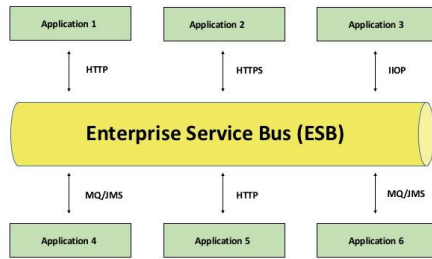 Application 1
Application 2
Application 3
HTTP
HTTPS
IIOP
Enterprise Service Bus (ESB)
MQ/JMS
HTTP
MQ/JMS
Application 4
Application 5
Application 6